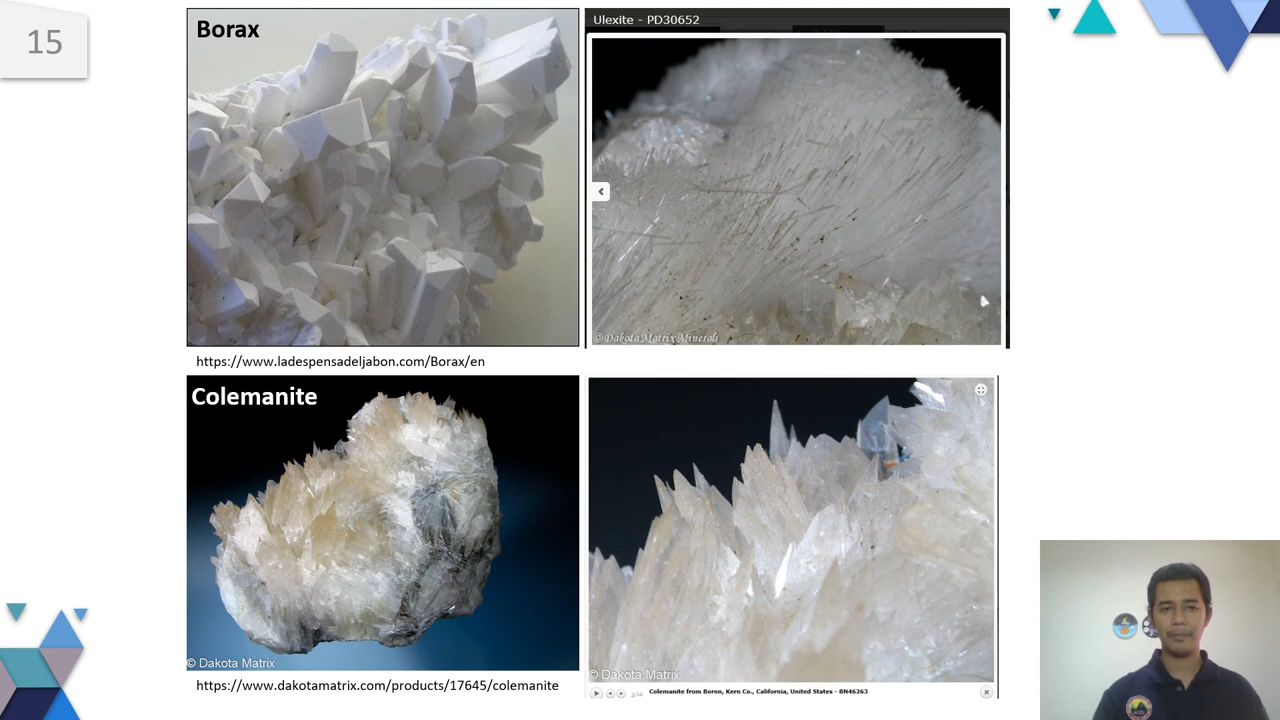 15
Borax
Ulexite - PD30652
© Dakota Matrix Minerals
https://www.ladespensadeljabon.com/Borax/en
Colemanite
© Dakota Matrix
© Dakota Matrix
https://www.dakotamatrix.com/products/17645/colemanite
Colemanite from Boron, Kern Co., California, United States - BN46263